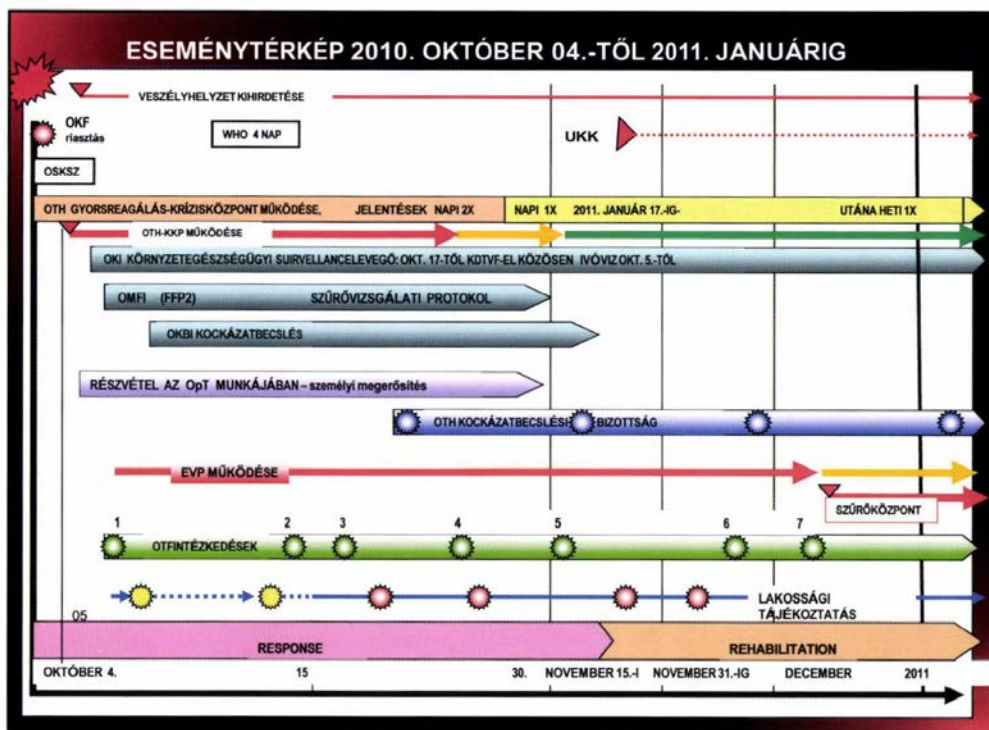 ESEMÉNYTÉRKÉP 2010. OKTÓBER 04.-TŐL 2011. JANUÁRIG
VESZÉLYHELYZET KIHIRDETÉSE
OKF
riasztás
WHO 4 NAP
UKK
OSKSZ
OTH GYORSREAGÁLÁS-KRÍZISKÖZPONT MŰKÖDÉSE, JELENTÉSEK NAPI 2X NAPI 1X 2011. JANUÁR 17.-IG- UTÁNA HETI 1X
OTH-KKP MŰKÖDÉSE
OKI KÖRNYZETEGÉSZSÉGÜGYI SUIRVELLANCELEVEGŐ: OKT. 17-TŐL KDTVF-EL KÖZÖSEN IVÓVIZ OKT. 5.-TŐL
OMFI (FFP2) SZŰRŐVIZSGÁLATI PROTOKOL
OKBI KOCKÁZATBECSLÉS
RÉSZVÉTEL AZ OpT MUNKÁJÁBAN – személyi megerősítés
OTH KOCKÁZATBECSLÉSI BIZOTTSÁG
EVP MŰKÖDÉSE
SZŰRŐKÖZPONT
1 2 3 4 5 6 7
OTFINTÉZKEDÉSEK
LAKOSSÁGI
TÁJÉKOZTATÁS
05
RESPONSE REHABILITATION
OKTÓBER 4. 15 30. NOVEMBER 15.-I NOVEMBER 31.-IG DECEMBER 2011